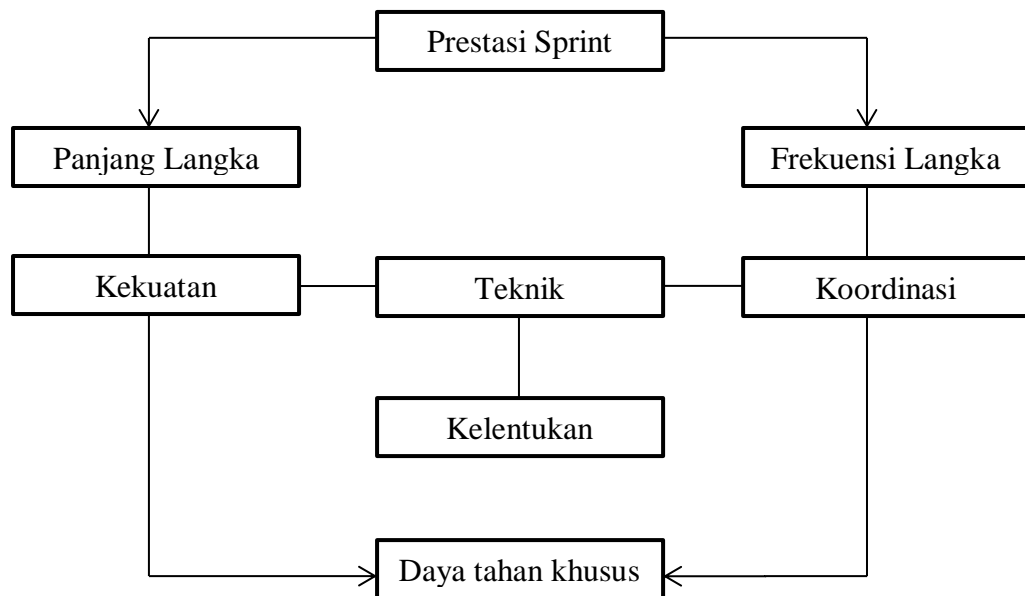 Prestasi Sprint
Panjang Langka
Frekuensi Langka
Kekuatan
Teknik
Koordinasi
Kelentukan
Daya tahan khusus